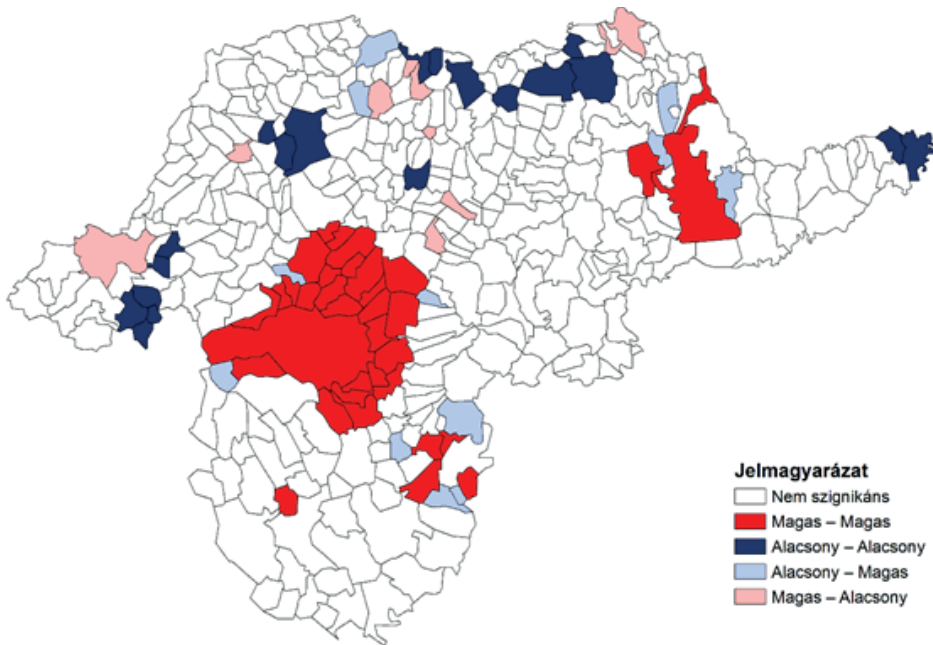 Jelmagyarázat
Nem szignikáns
Magas – Magas
Alacsony – Alacsony
Alacsony – Magas
Magas – Alacsony